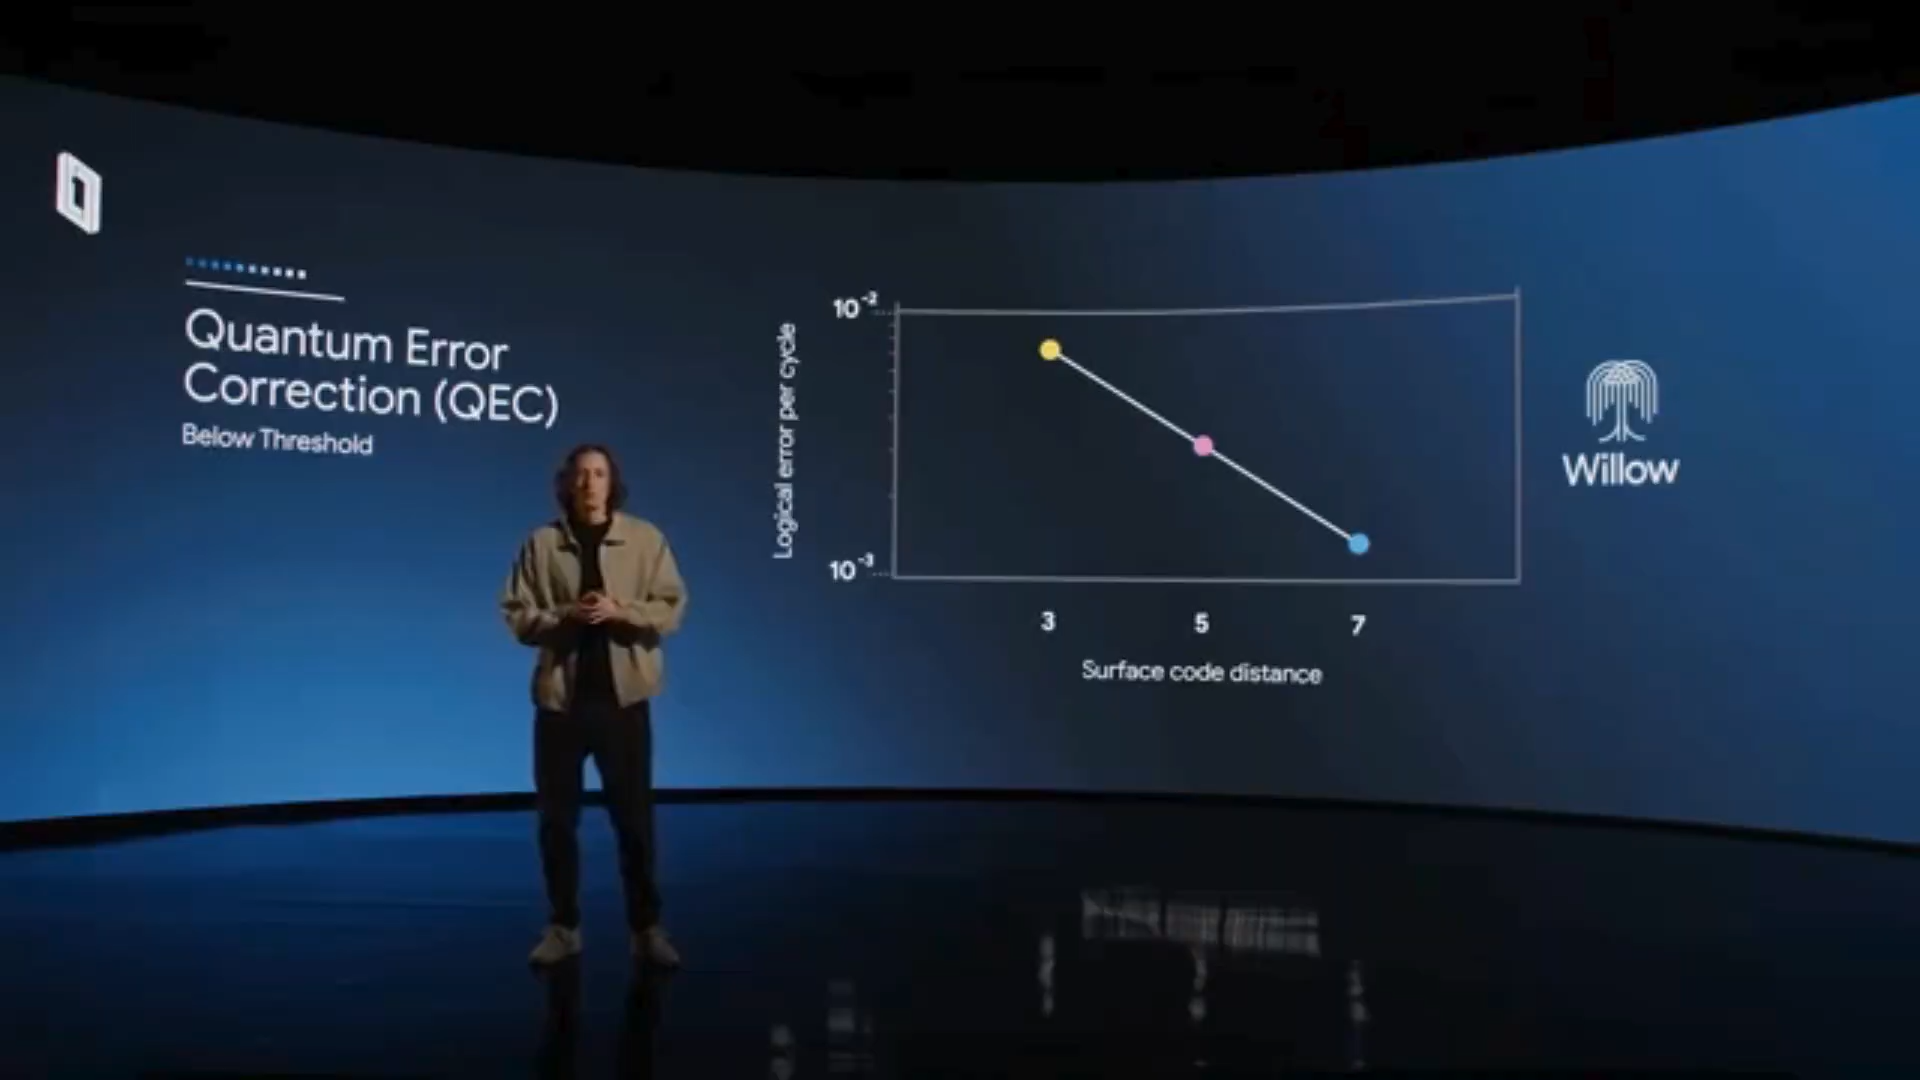 Quantum Error
Correction (QEC)
Below Threshold
Logical error per cycle
10⁻²
10⁻³
3 5 7
Surface code distance
Willow